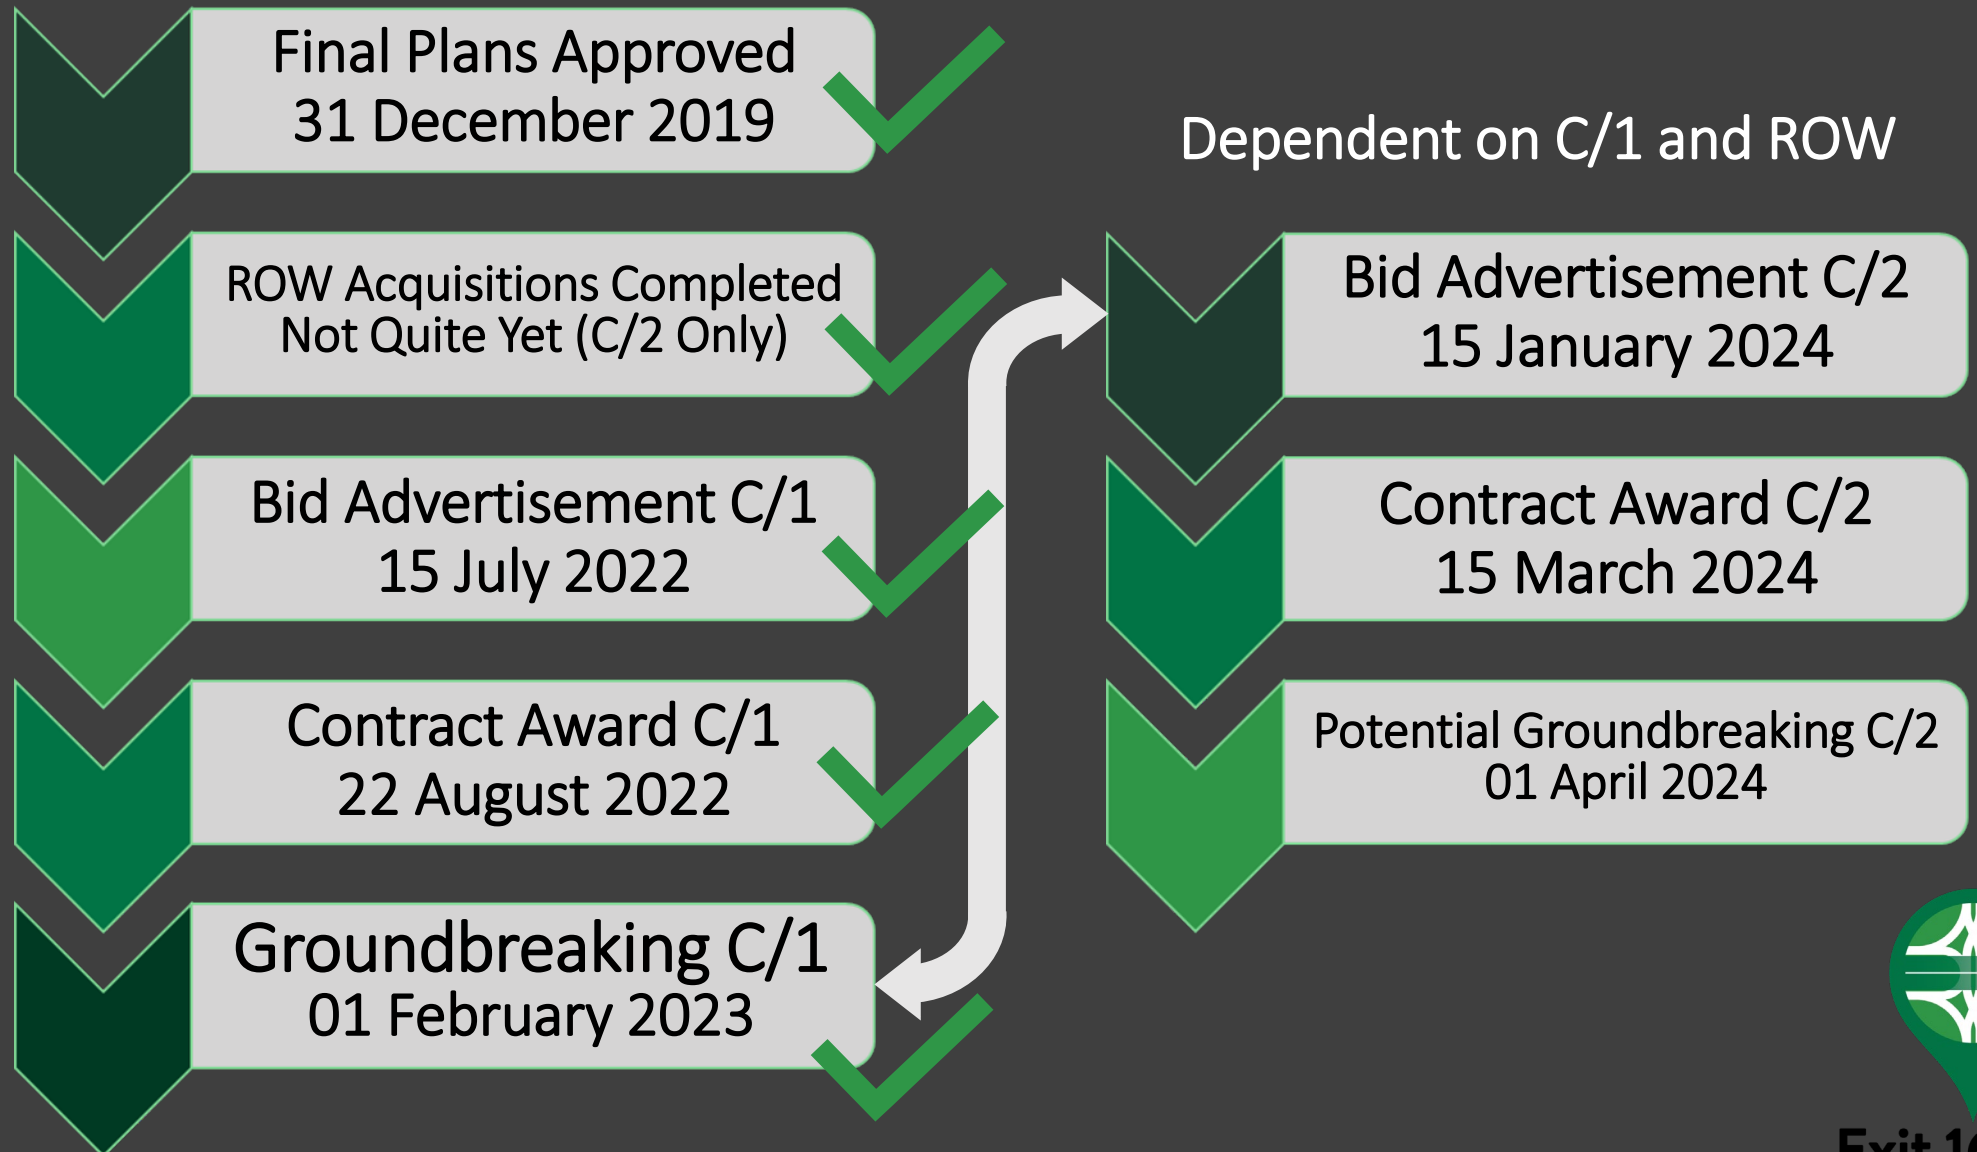 Final Plans Approved
31 December 2019
ROW Acquisitions Completed
Not Quite Yet (C/2 Only)
Bid Advertisement C/1
15 July 2022
Contract Award C/1
22 August 2022
Groundbreaking C/1
01 February 2023
Dependent on C/1 and ROW
Bid Advertisement C/2
15 January 2024
Contract Award C/2
15 March 2024
Potential Groundbreaking C/2
01 April 2024
Exit